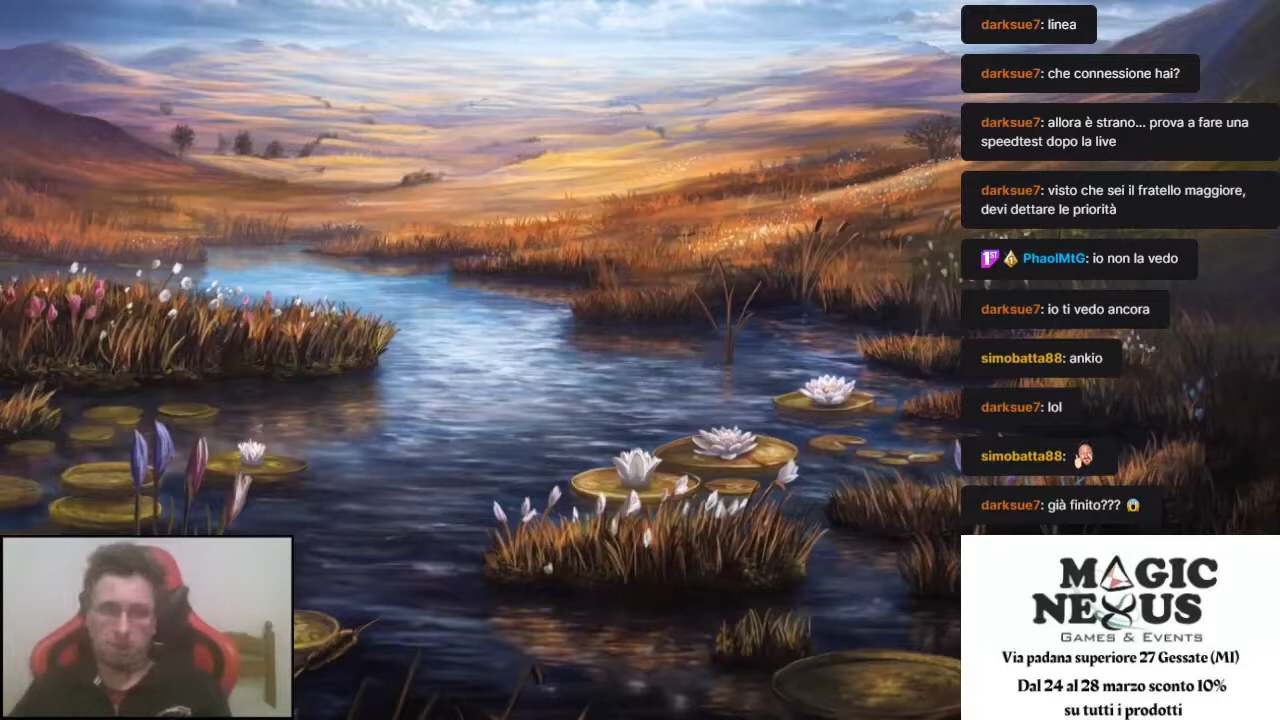 darksue7: linea
darksue7: che connessione hai?
darksue7: allora è strano... prova a fare una
speedtest dopo la live
darksue7: visto che sei il fratello maggiore,
devi dettare le priorità
1ST 1 PhaolMtG: io non la vedo
darksue7: io ti vedo ancora
simobatta88: ankio
darksue7: lol
simobatta88:
darksue7: già finito??? 😱
MAGIC
NEXUS
GAMES & EVENTS
Via padana superiore 27 Gessate (MI)
Dal 24 al 28 marzo sconto 10%
su tutti i prodotti